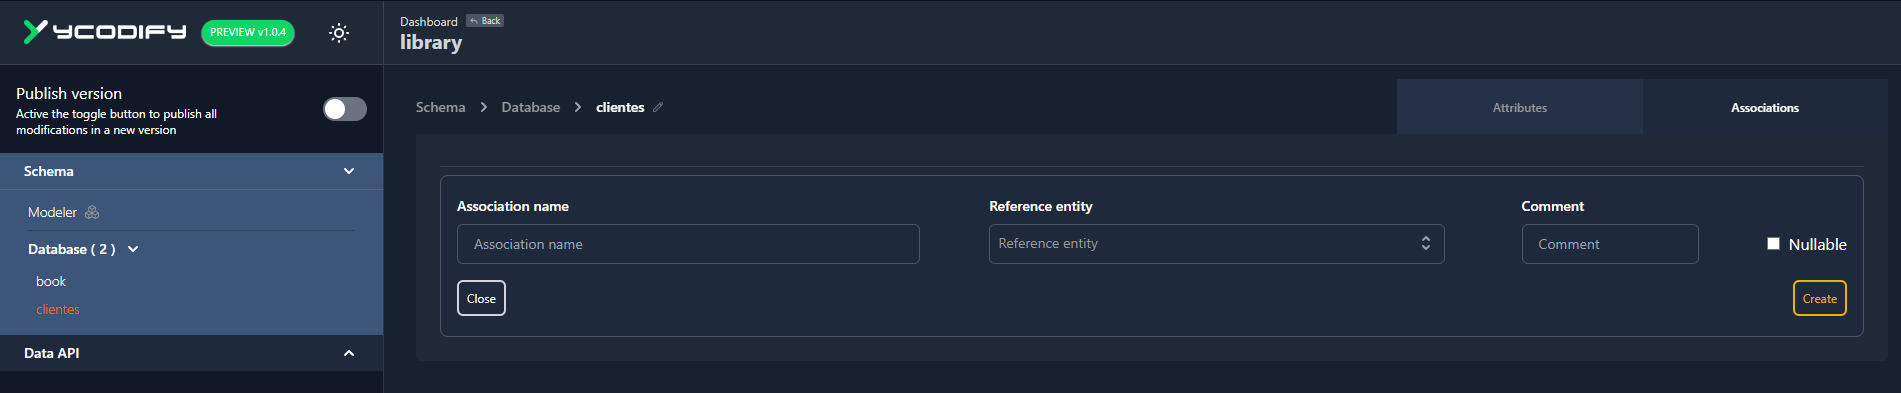 YCODIFY
PREVIEW v1.0.4
Dashboard
Back
library
Publish version
Active the toggle button to publish all
modifications in a new version
Schema
Modeler
Database ( 2 )
book
clientes
Data API
Schema
Database
clientes
Attributes
Associations
Association name
Reference entity
Comment
Association name
Reference entity
Comment
Nullable
Close
Create